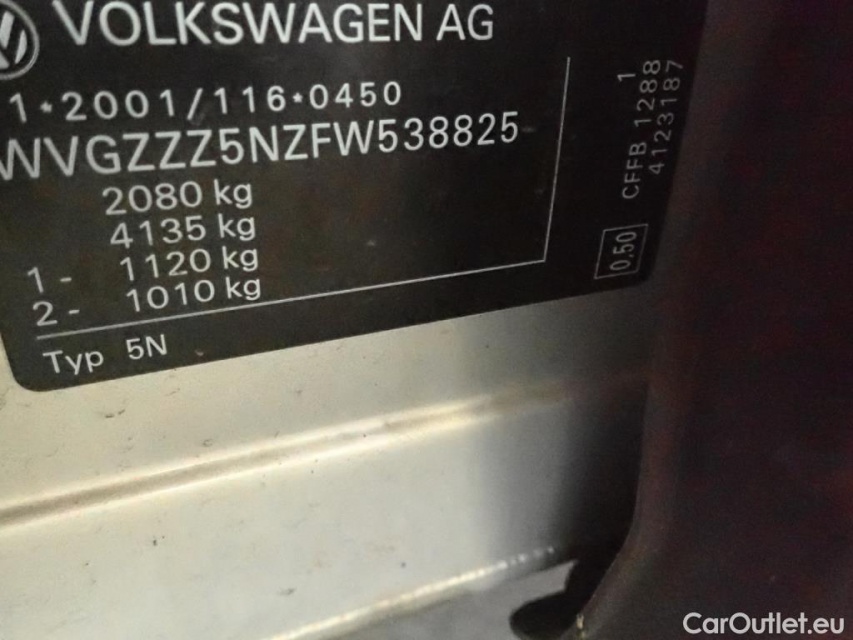 VOLKSWAGEN AG
1*2001/116*0450
WVGZZZ5NZFW538825
2080 kg
4135 kg
1 - 1120 kg
2 - 1010 kg
Typ 5N
1
CFFB 1288
4123187
0,50
CarOutlet.eu